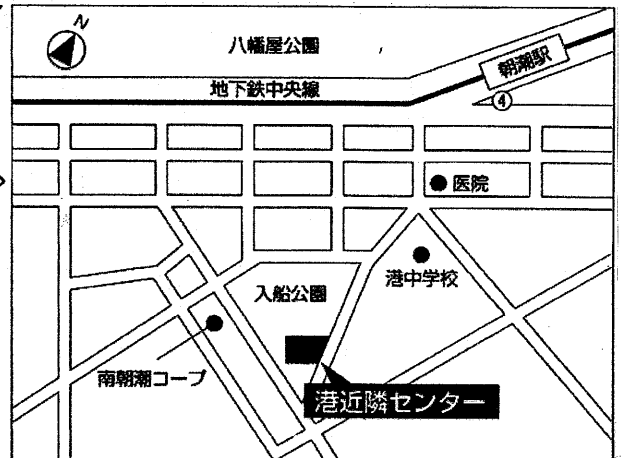 N
八幡屋公園
朝潮駅
地下鉄中央線
④
医院
港中学校
入船公園
南朝潮コープ
港近隣センター